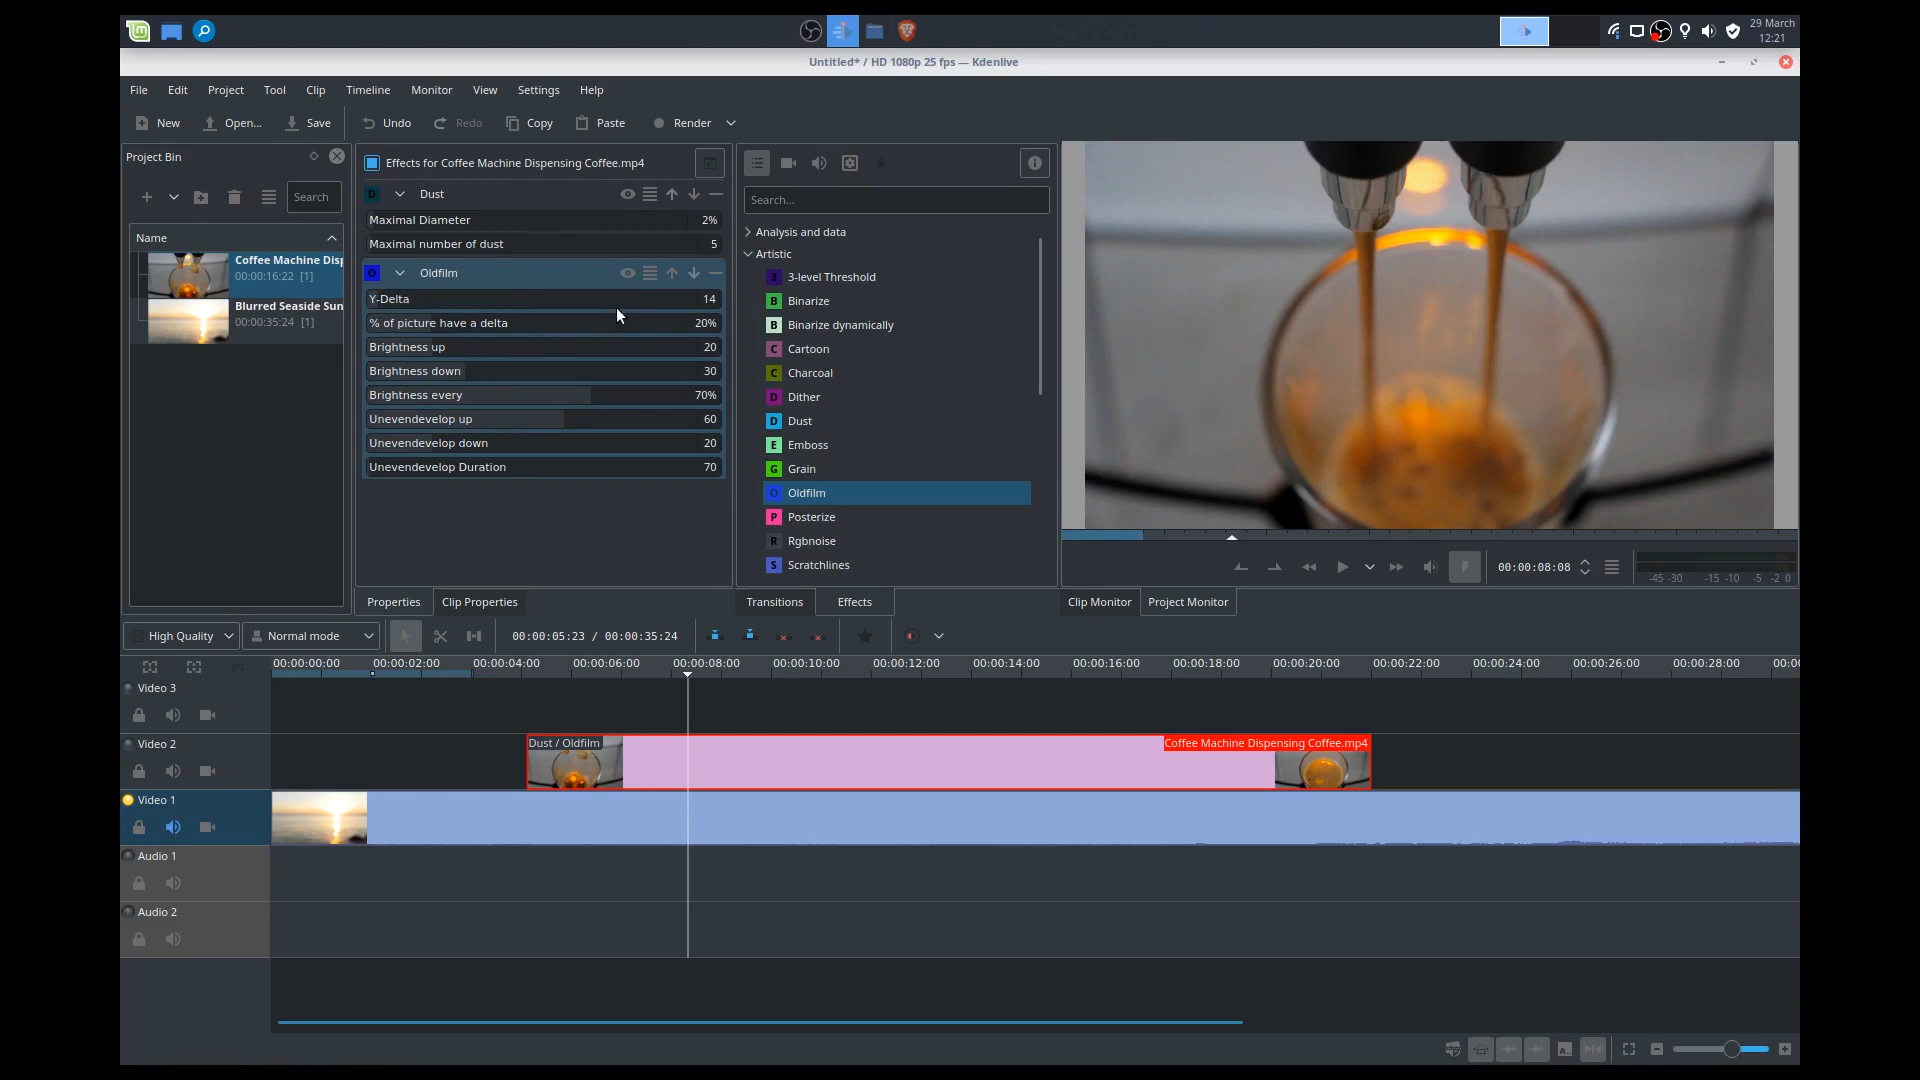 29 March
12:21
Untitled* / HD 1080p 25 fps — Kdenlive
File Edit Project Tool Clip Timeline Monitor View Settings Help
New Open... Save Undo Redo Copy Paste Render
Project Bin
Search
Name
Coffee Machine Disp
00:00:16:22 [1]
Blurred Seaside Sun
00:00:35:24 [1]
Effects for Coffee Machine Dispensing Coffee.mp4
D Dust
Maximal Diameter 2%
Maximal number of dust 5
O Oldfilm
Y-Delta 14
% of picture have a delta 20%
Brightness up 20
Brightness down 30
Brightness every 70%
Unevendevelop up 60
Unevendevelop down 20
Unevendevelop Duration 70
Search...
Analysis and data
Artistic
3 3-level Threshold
B Binarize
B Binarize dynamically
C Cartoon
C Charcoal
D Dither
D Dust
E Emboss
G Grain
O Oldfilm
P Posterize
R Rgbnoise
S Scratchlines
00:00:08:08
-45 -30 -15 -10 -5 -2 0
Properties Clip Properties
Transitions Effects
Clip Monitor Project Monitor
High Quality Normal mode 00:00:05:23 / 00:00:35:24
00:00:00:00 00:00:02:00 00:00:04:00 00:00:06:00 00:00:08:00 00:00:10:00 00:00:12:00 00:00:14:00 00:00:16:00 00:00:18:00 00:00:20:00 00:00:22:00 00:00:24:00 00:00:26:00 00:00:28:00 00:0
Video 3
Video 2
Dust / Oldfilm
Coffee Machine Dispensing Coffee.mp4
Video 1
Audio 1
Audio 2